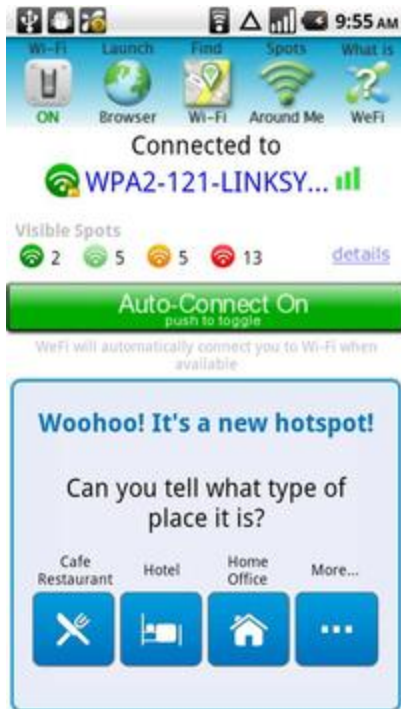 9:55 AM
Wi-Fi Launch Find Spots What is
ON Browser Wi-Fi Around Me WeFi
Connected to
WPA2-121-LINKSY...
Visible Spots
2 5 5 13 details
Auto-Connect On
push to toggle
WeFi will automatically connect you to Wi-Fi when
available
Woohoo! It's a new hotspot!
Can you tell what type of
place it is?
Cafe Hotel Home More...
Restaurant Office